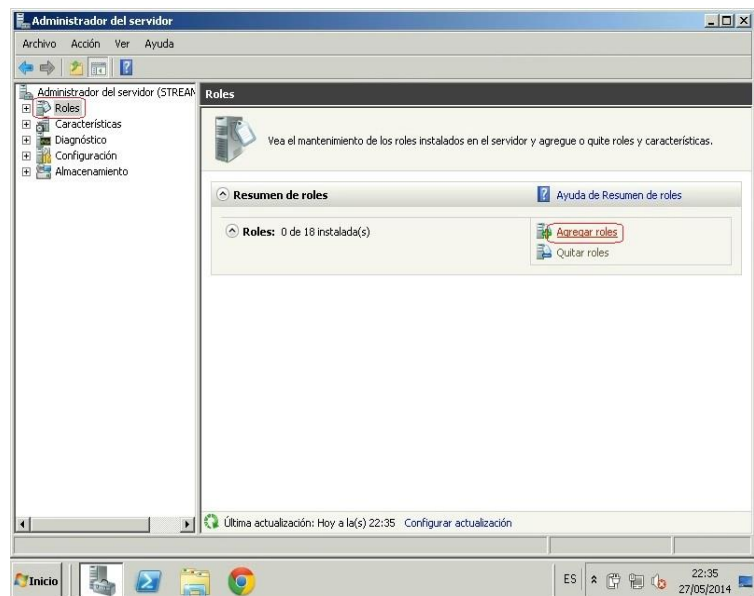 Administrador del servidor
Archivo Acción Ver Ayuda
Administrador del servidor (STREAM
Roles
Características
Diagnóstico
Configuración
Almacenamiento
Roles
Vea el mantenimiento de los roles instalados en el servidor y agregue o quite roles y características.
Resumen de roles
Ayuda de Resumen de roles
Roles: 0 de 18 instalada(s)
Agregar roles
Quitar roles
Última actualización: Hoy a la(s) 22:35 Configurar actualización
Inicio
ES
22:35
27/05/2014